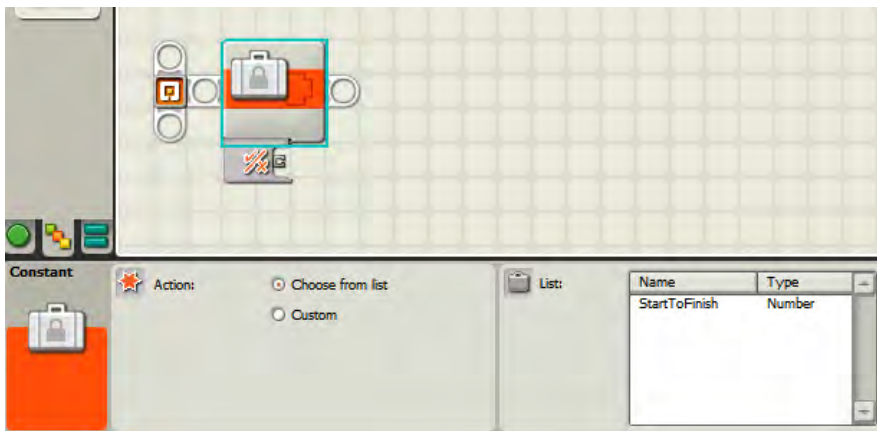 Constant
Action:
Choose from list
Custom
List:
Name Type
StartToFinish Number